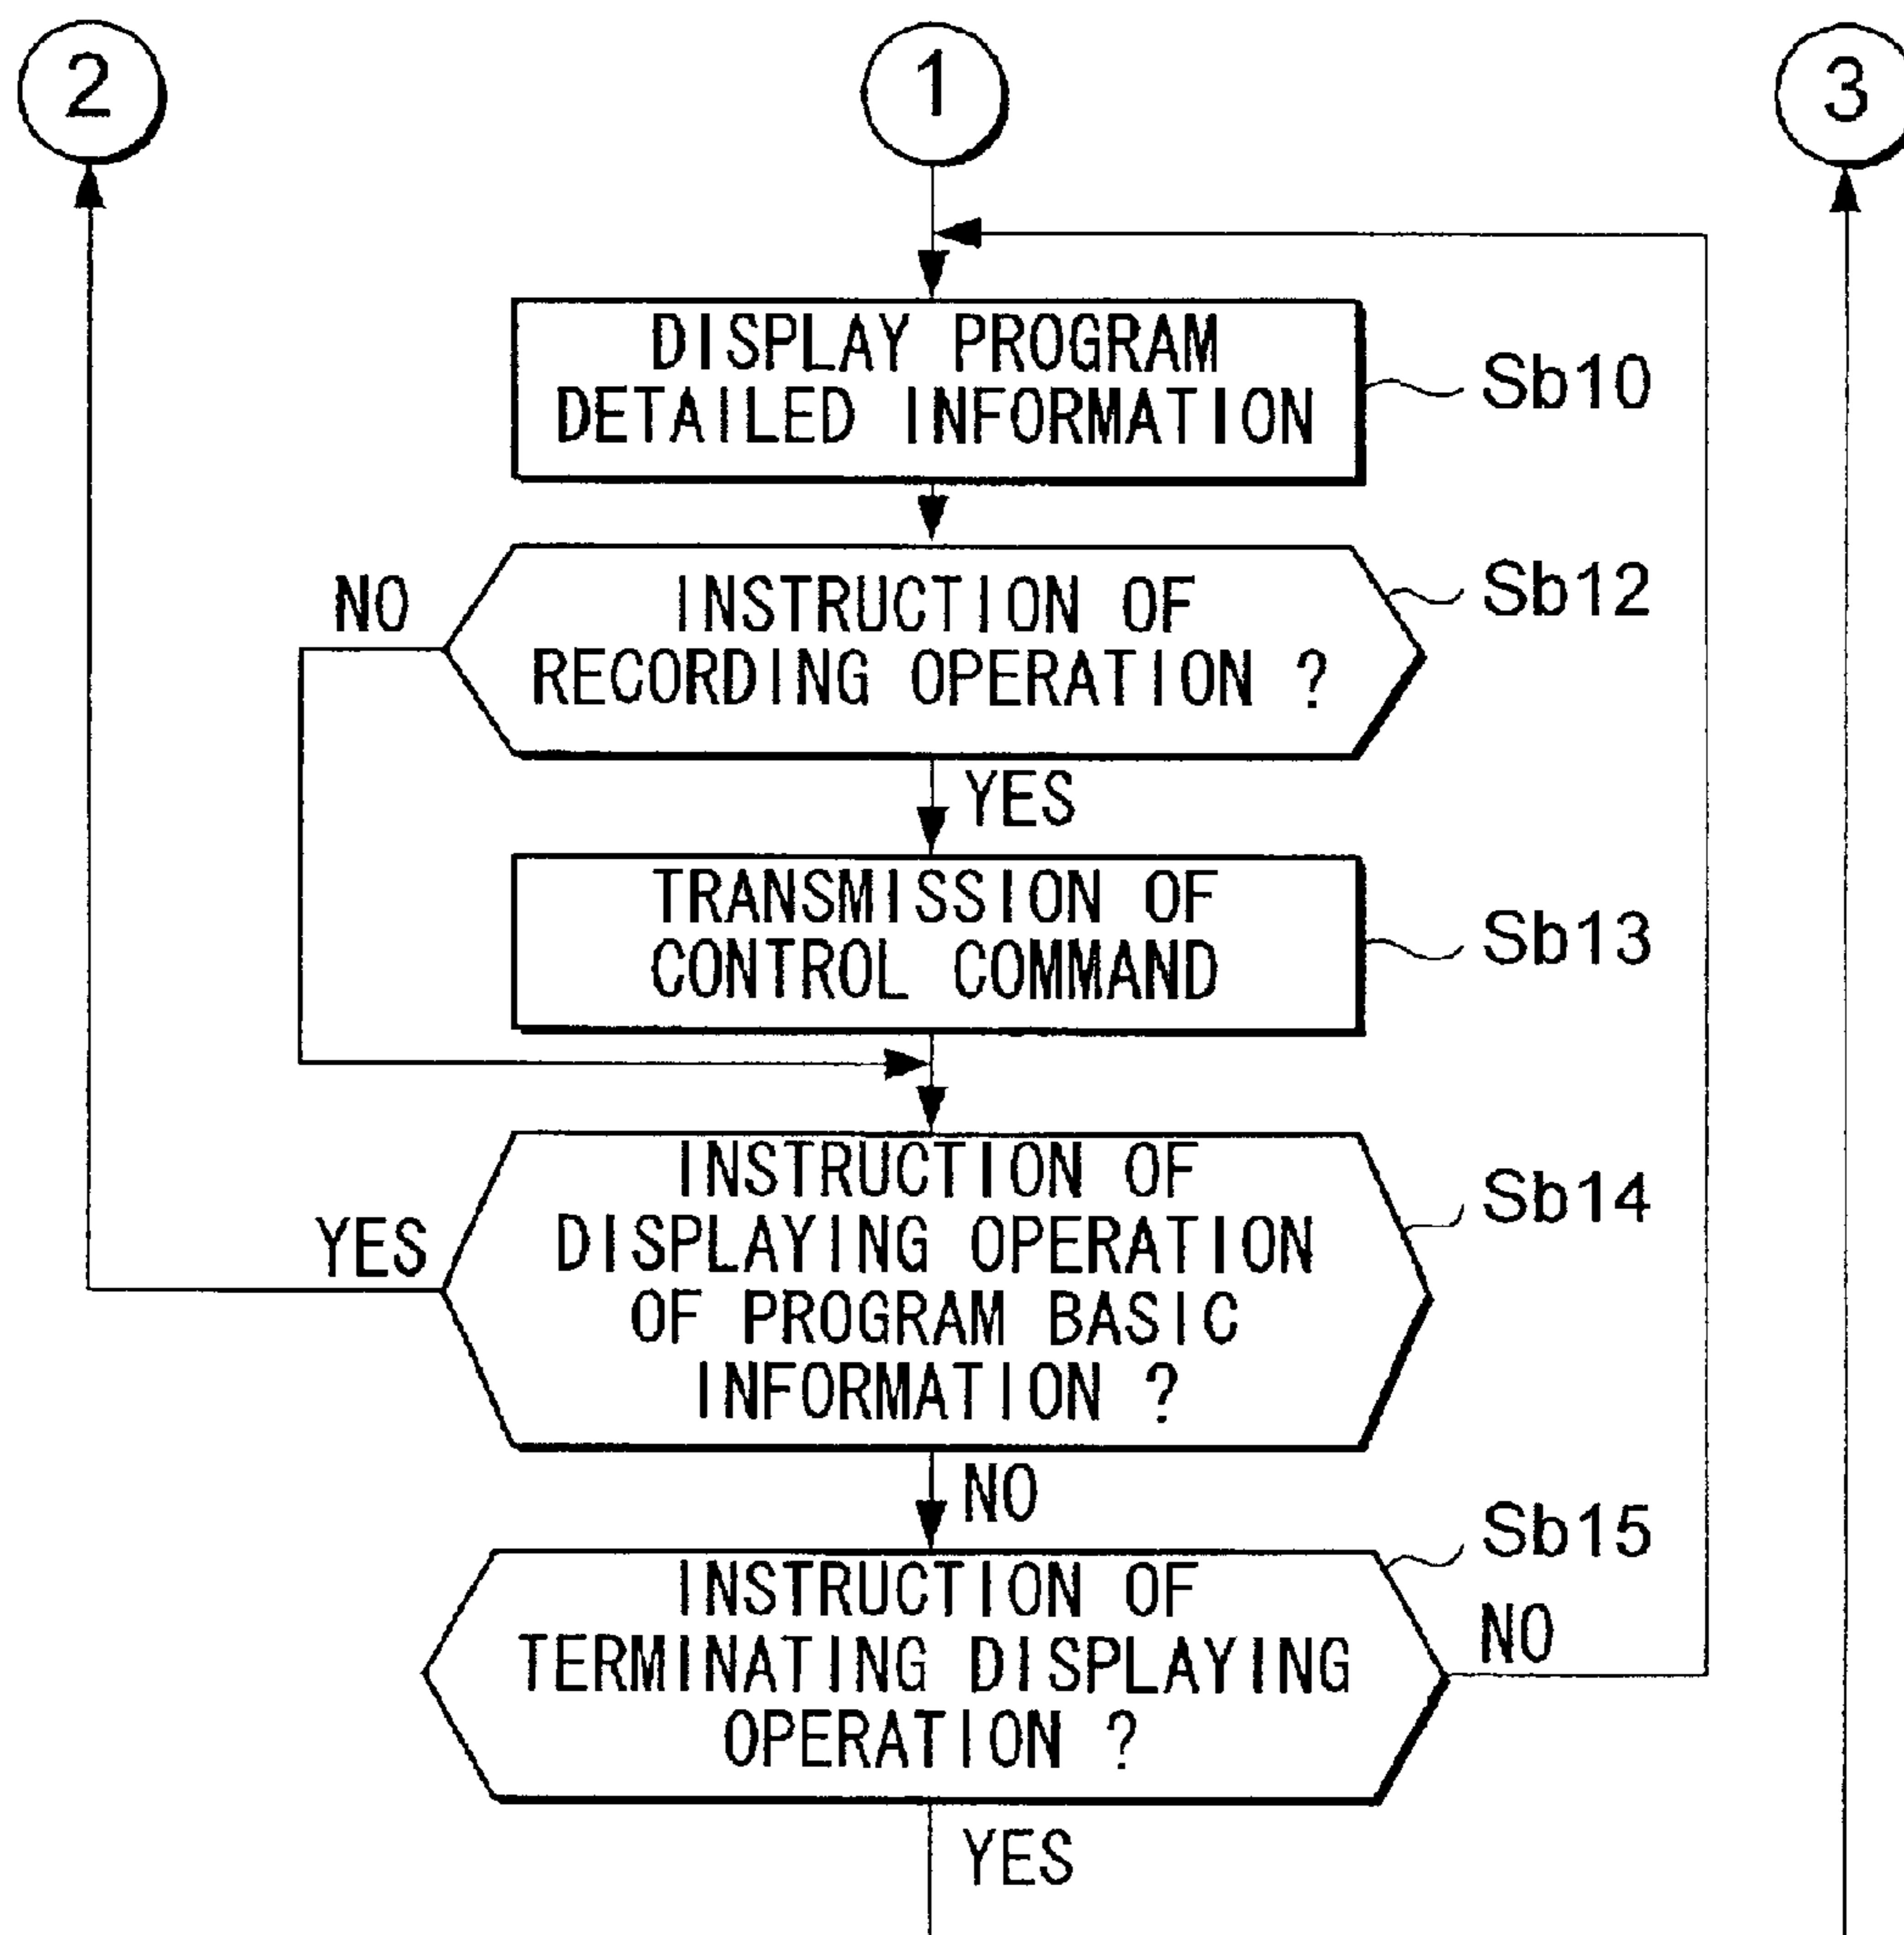 2
1
3
DISPLAY PROGRAM
DETAILED INFORMATION
Sb10
NO
INSTRUCTION OF
RECORDING OPERATION ?
Sb12
YES
TRANSMISSION OF
CONTROL COMMAND
Sb13
YES
INSTRUCTION OF
DISPLAYING OPERATION
OF PROGRAM BASIC
INFORMATION ?
Sb14
NO
INSTRUCTION OF
TERMINATING DISPLAYING
OPERATION ?
Sb15
NO
YES